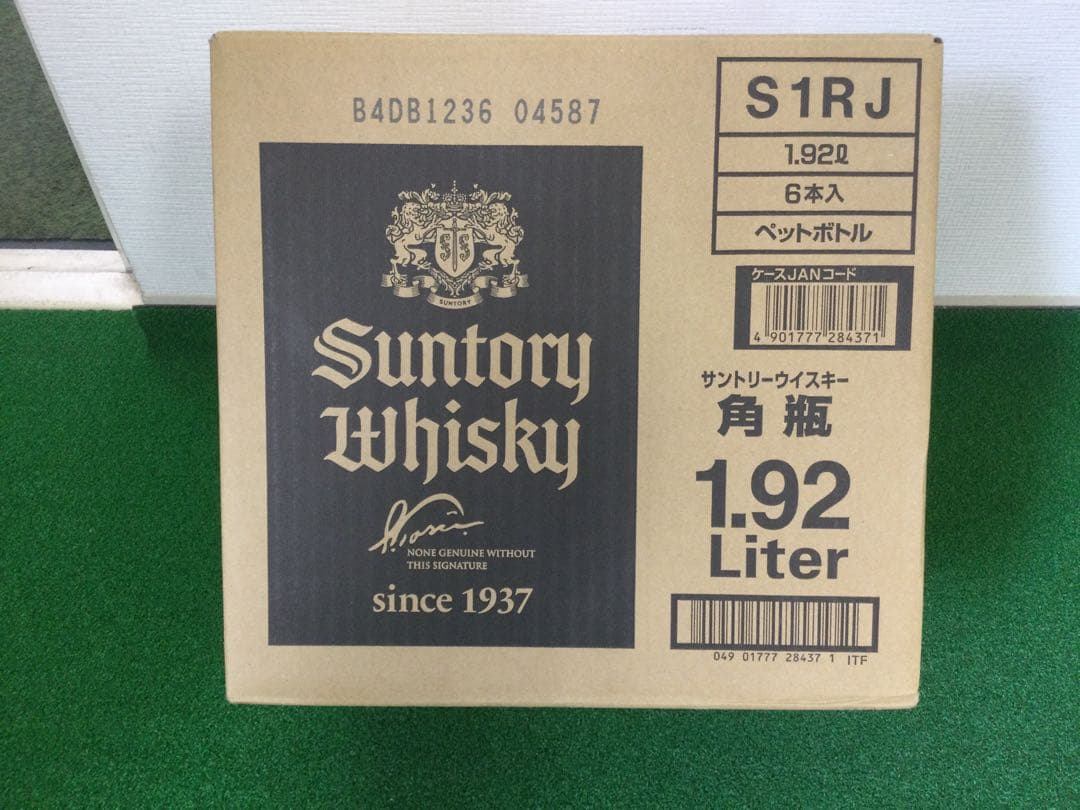 B4DB1236 04587
SUNTORY
Suntory
Whisky
NONE GENUINE WITHOUT
THIS SIGNATURE
since 1937
S1RJ
1.92ℓ
6本入
ペットボトル
ケースJANコード
4 901777 284371
サントリーウイスキー
角瓶
1.92
Liter
049 01777 28437 1 ITF